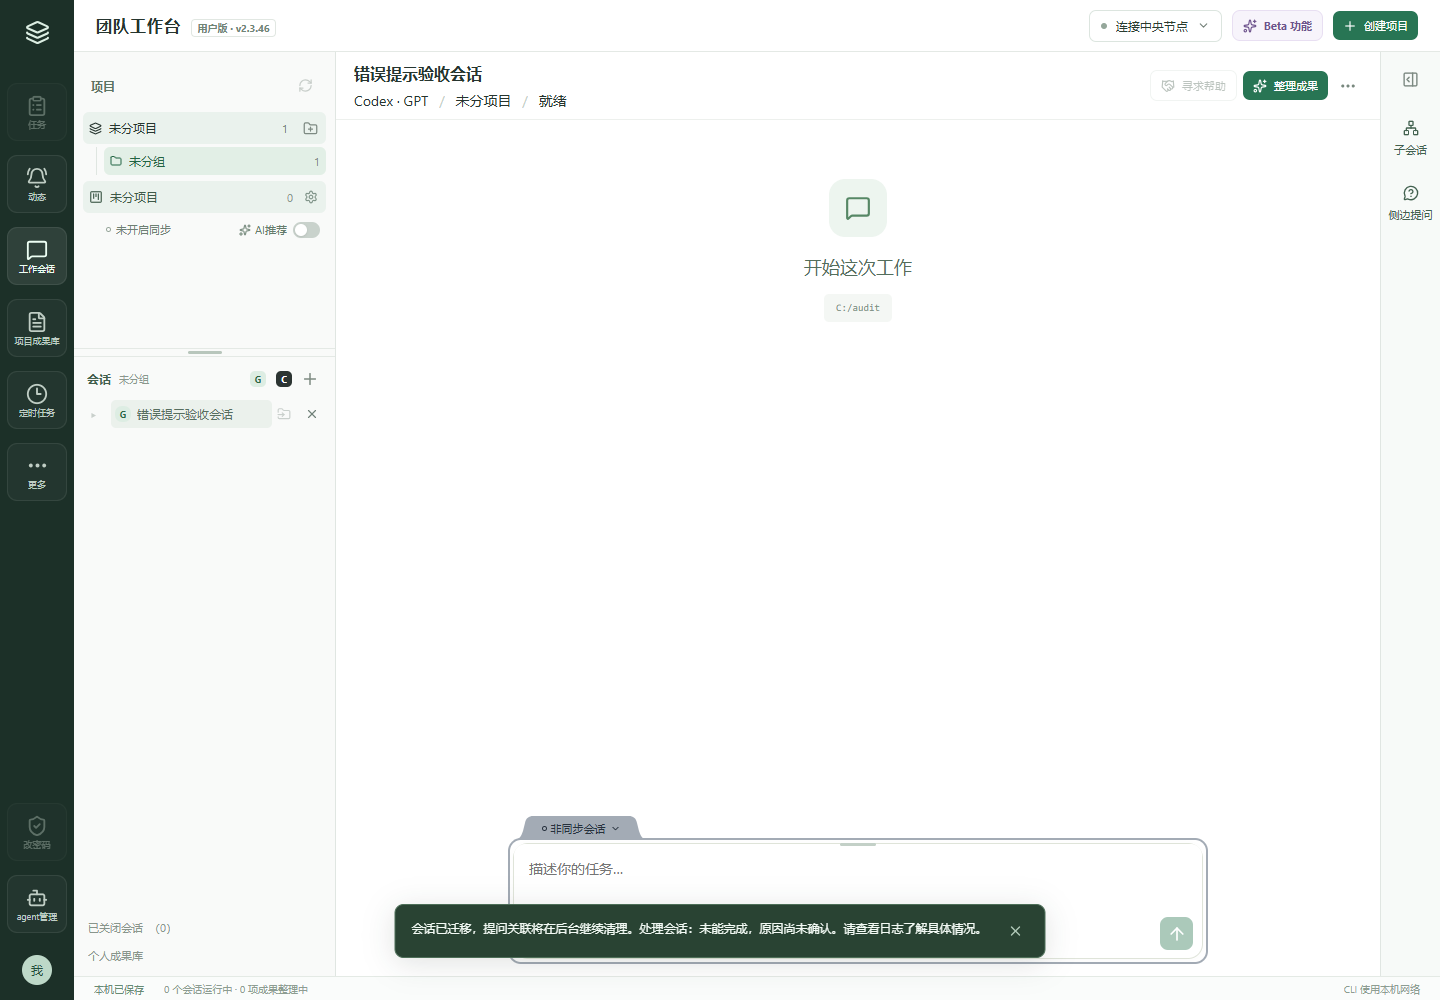 团队工作台 用户版 · v2.3.46
连接中央节点
Beta 功能
创建项目
任务
动态
工作会话
项目成果库
定时任务
更多
改密码
agent管理
我
项目
未分项目 1
未分组 1
未分项目 0
未开启同步 AI推荐
会话 未分组 G C
G 错误提示验收会话
已关闭会话 (0)
个人成果库
错误提示验收会话
Codex · GPT / 未分项目 / 就绪
寻求帮助
整理成果
开始这次工作
C:/audit
非同步会话
描述你的任务...
会话已迁移，提问关联将在后台继续清理。处理会话：未能完成，原因尚未确认。请查看日志了解具体情况。
子会话
侧边提问
本机已保存 0 个会话运行中 · 0 项成果整理中
CLI 使用本机网络